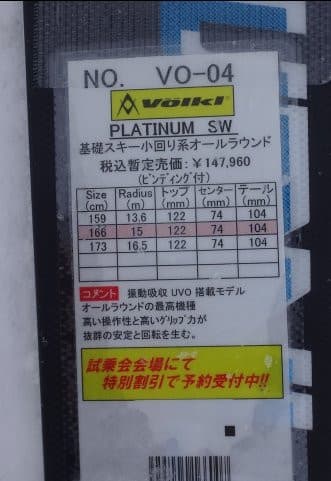 NO. VO-04
Völkl
PLATINUM SW
基礎スキー小回り系オールラウンド
税込暫定売価：￥147,960
(ビンディング付)
Size (cm) Radius (m) トップ (mm) センター (mm) テール (mm)
159 13.6 122 74 104
166 15 122 74 104
173 16.5 122 74 104
コメント 振動吸収 UVO 搭載モデル
オールラウンドの最高機種
高い操作性と高いグリップ力が
抜群の安定と回転を生む。
試乗会会場にて
特別割引で予約受付中!!